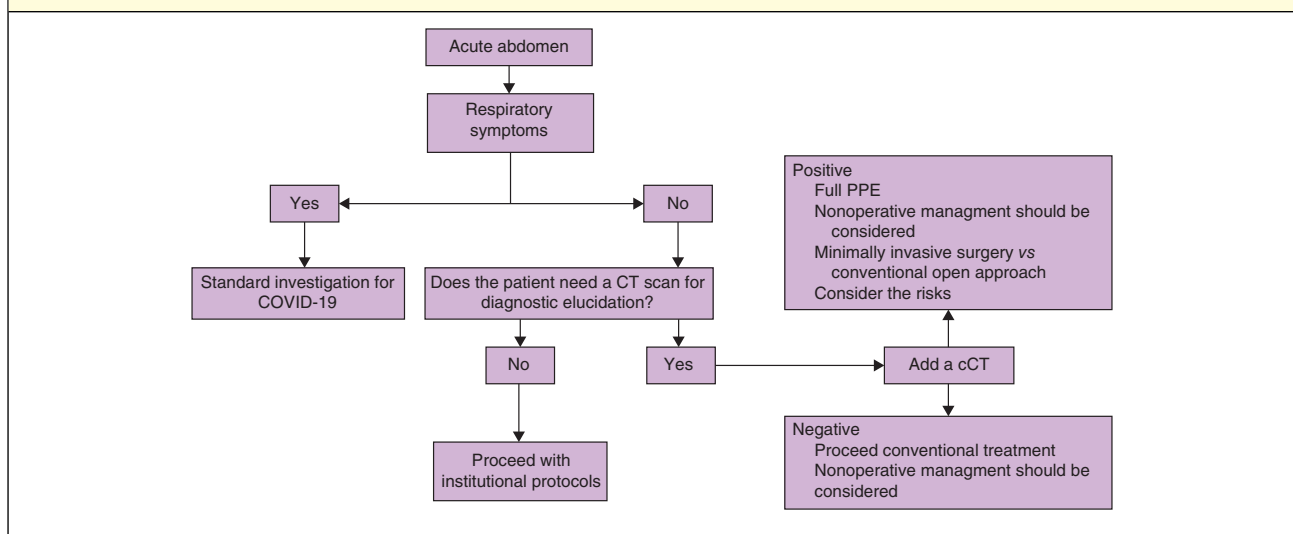 Acute abdomen
Respiratory
symptoms
Yes
No
Standard investigation for
COVID-19
Does the patient need a CT scan for
diagnostic elucidation?
No
Yes
Add a cCT
Proceed with
institutional protocols
Positive
Full PPE
Nonoperative managment should be
considered
Minimally invasive surgery vs
conventional open approach
Consider the risks
Negative
Proceed conventional treatment
Nonoperative managment should be
considered